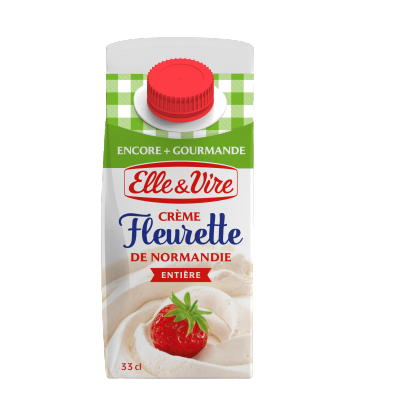 ENCORE + GOURMANDE
Elle & Vire
CRÈME
Fleurette
DE NORMANDIE
ENTIÈRE
33 cl